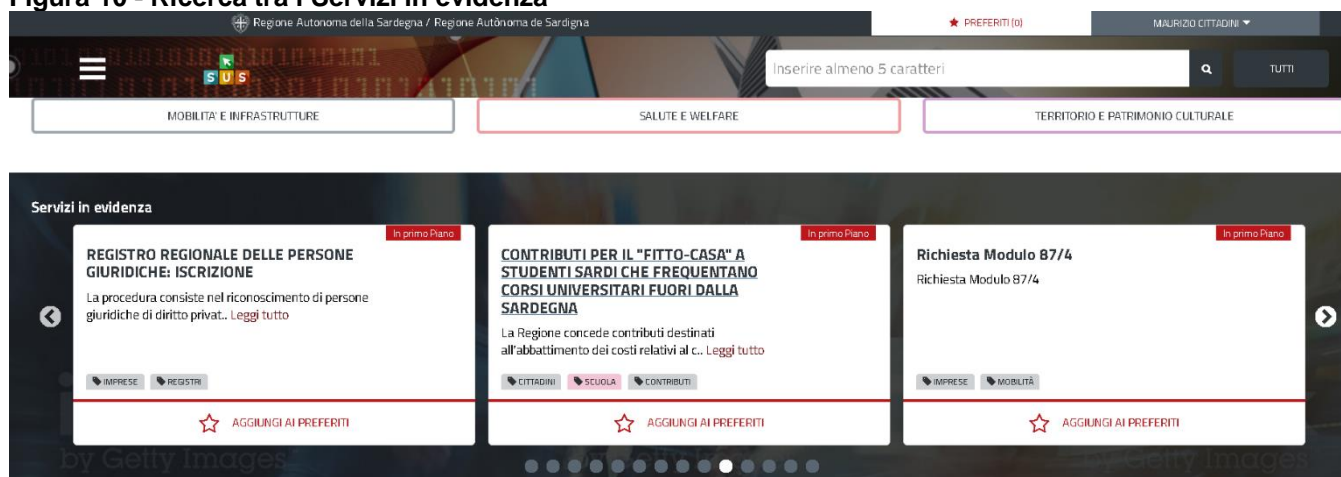 Figura 10 - Ricerca tra i Servizi in evidenza
Regione Autonoma della Sardegna / Regione Autònoma de Sardigna
PREFERITI (0)
MAURIZIO CITTADINI
SUS
Inserire almeno 5 caratteri
TUTTI
MOBILITA' E INFRASTRUTTURE
SALUTE E WELFARE
TERRITORIO E PATRIMONIO CULTURALE
Servizi in evidenza
In primo Piano
REGISTRO REGIONALE DELLE PERSONE
GIURIDICHE: ISCRIZIONE
La procedura consiste nel riconoscimento di persone
giuridiche di diritto privat.. Leggi tutto
IMPRESE REGISTRI
AGGIUNGI AI PREFERITI
In primo Piano
CONTRIBUTI PER IL "FITTO-CASA" A
STUDENTI SARDI CHE FREQUENTANO
CORSI UNIVERSITARI FUORI DALLA
SARDEGNA
La Regione concede contributi destinati
all'abbattimento dei costi relativi al c.. Leggi tutto
CITTADINI SCUOLA CONTRIBUTI
AGGIUNGI AI PREFERITI
In primo Piano
Richiesta Modulo 87/4
Richiesta Modulo 87/4
IMPRESE MOBILITÀ
AGGIUNGI AI PREFERITI
by Getty Images
by Getty Images